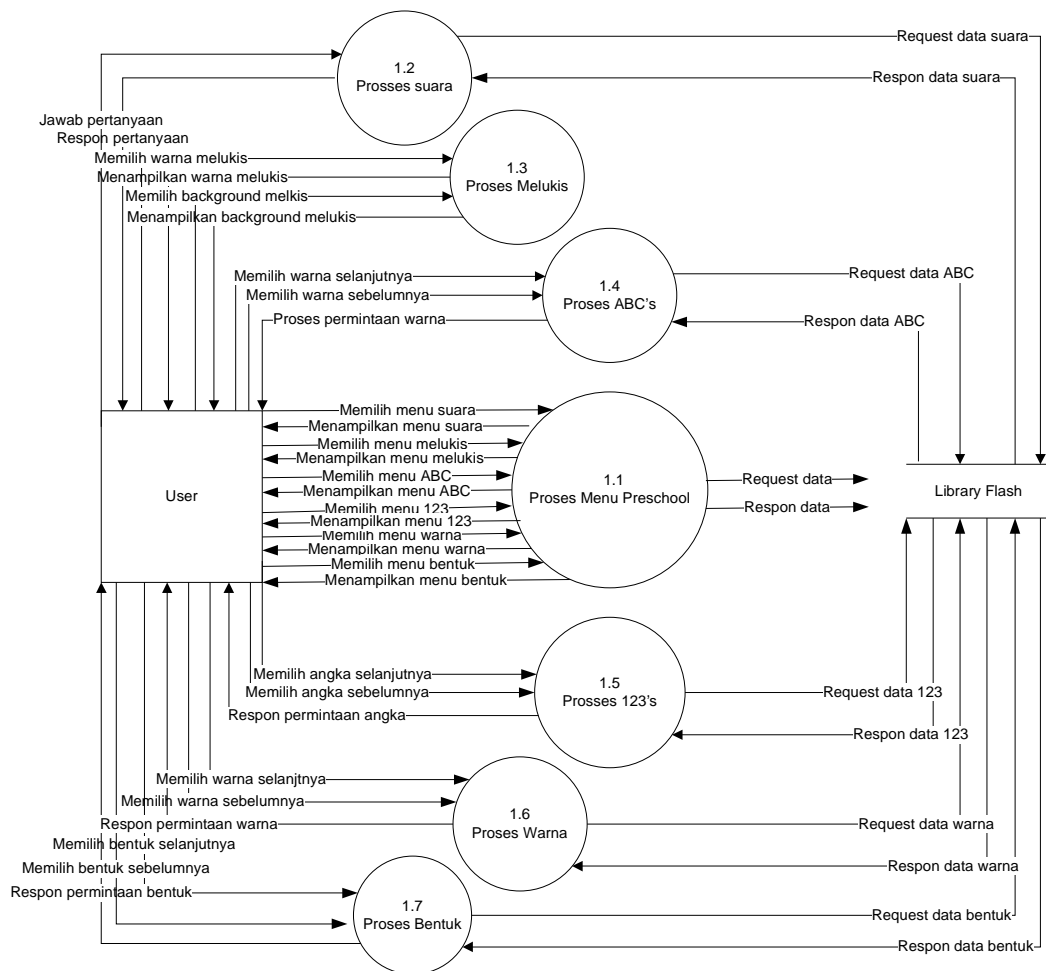 Request data suara
1.2
Prosses suara
Respon data suara
Jawab pertanyaan
Respon pertanyaan
Memilih warna melukis
1.3
Proses Melukis
Menampilkan warna melukis
Memilih background melkis
Menampilkan background melukis
Memilih warna selanjutnya
Request data ABC
1.4
Proses ABC's
Memilih warna sebelumnya
Proses permintaan warna
Respon data ABC
Memilih menu suara
Menampilkan menu suara
Memilih menu melukis
Menampilkan menu melukis
Memilih menu ABC
Menampilkan menu ABC
Memilih menu 123
Menampilkan menu 123
Memilih menu warna
Menampilkan menu warna
Memilih menu bentuk
Menampilkan menu bentuk
User
1.1
Proses Menu Preschool
Request data
Respon data
Library Flash
Memilih angka selanjutnya
Memilih angka sebelumnya
Respon permintaan angka
1.5
Prosses 123's
Request data 123
Respon data 123
Memilih warna selanjtnya
Memilih warna sebelumnya
Respon permintaan warna
1.6
Proses Warna
Request data warna
Respon data warna
Memilih bentuk selanjutnya
Memilih bentuk sebelumnya
Respon permintaan bentuk
1.7
Proses Bentuk
Request data bentuk
Respon data bentuk